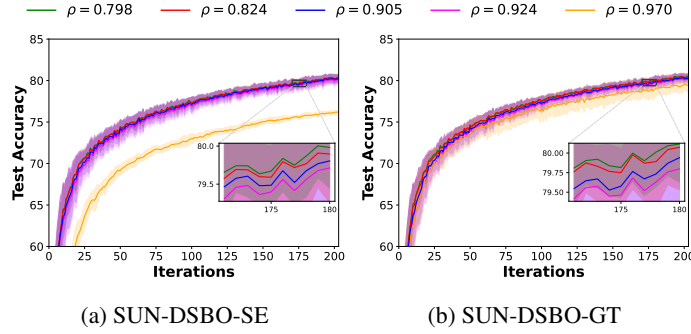 ρ = 0.798 ρ = 0.824 ρ = 0.905 ρ = 0.924 ρ = 0.970
85
80
75
70
65
60
Test Accuracy
80.0
79.5
175 180
0 25 50 75 100 125 150 175 200
Iterations
(a) SUN-DSBO-SE
85
80
75
70
65
60
Test Accuracy
80.00
79.75
79.50
175 180
0 25 50 75 100 125 150 175 200
Iterations
(b) SUN-DSBO-GT